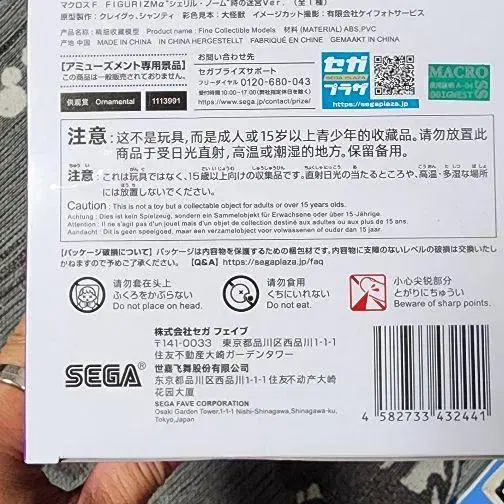 マクロスF FIGURIZMα"シェリル・ノーム"時の迷宮Ver. (全1種)
原型製作:クレイグゥ、シャンティ 彩色見本:大怪獣 イメージカット撮影:有限会社ケイフォトサービス
产品名称:精细收藏模型 Product name: Fine Collectible Models 材料 (MATERIAL) ABS,PVC
产地 中国 MADE IN CHINA IN CHINA HERGESTELLT FABRIQUÉ EN CHINE GEMAAKT IN CHINA
【アミューズメント専用景品】
この商品は一般販売しておりません。
供観賞 Ornamental 1113991
セガプライズサポート
フリーダイヤル 0120-680-043
https://www.sega.jp/prize/
セガ
SEGA PLAZA
プラザ
https://segaplaza.jp
MACROSS
注意:这不是玩具,而是成人或15岁以上青少年的收藏品。请勿放置此
商品于受日光直射,高温或潮湿的地方。保留备用。
注意:これは玩具ではなく、15歳以上向けの収集品です。直射日光の当たるところや、高温・多湿な場所
には放置しないでください。
Caution : This is not a toy but a collectable object for adults or over 15 years olds.
Achtung : Dies ist kein Spielzeug, sondern ein Sammelobjekt für Erwachsene oder über 15-Jährige.
Attention : Il ne s'agit pas d'un jouet mais d'un objet de collection destiné aux adultes ou aux plus de 15 ans.
Aandacht : Dit is geen speelgoed, maar een verzamelobject voor volwassenen of ouder dan 15 jaar.
【パッケージ破損について】パッケージは内容物を保護するための梱包材です。内容物に支障のないレベルの破損は交換いたし
かねますので予めご了承ください。 【Q&A】https://segaplaza.jp/faq
请勿套在头上
ふくろをかぶらない
Do not place on head.
请勿食用
くちにいれない
Do not eat.
小心尖锐部分
とがりにちゅうい
Beware of sharp points.
SEGA
株式会社セガ フェイブ
〒141-0033 東京都品川区西品川1-1-1
住友不動産大崎ガーデンタワー
世嘉飞舞股份有限公司
东京都品川区西品川1-1-1 住友不动产大崎
花园大厦
SEGA FAVE CORPORATION
Osaki Garden Tower,1-1-1 Nishi-Shinagawa,Shinagawa-ku,
Tokyo,Japan
4 582733 432441